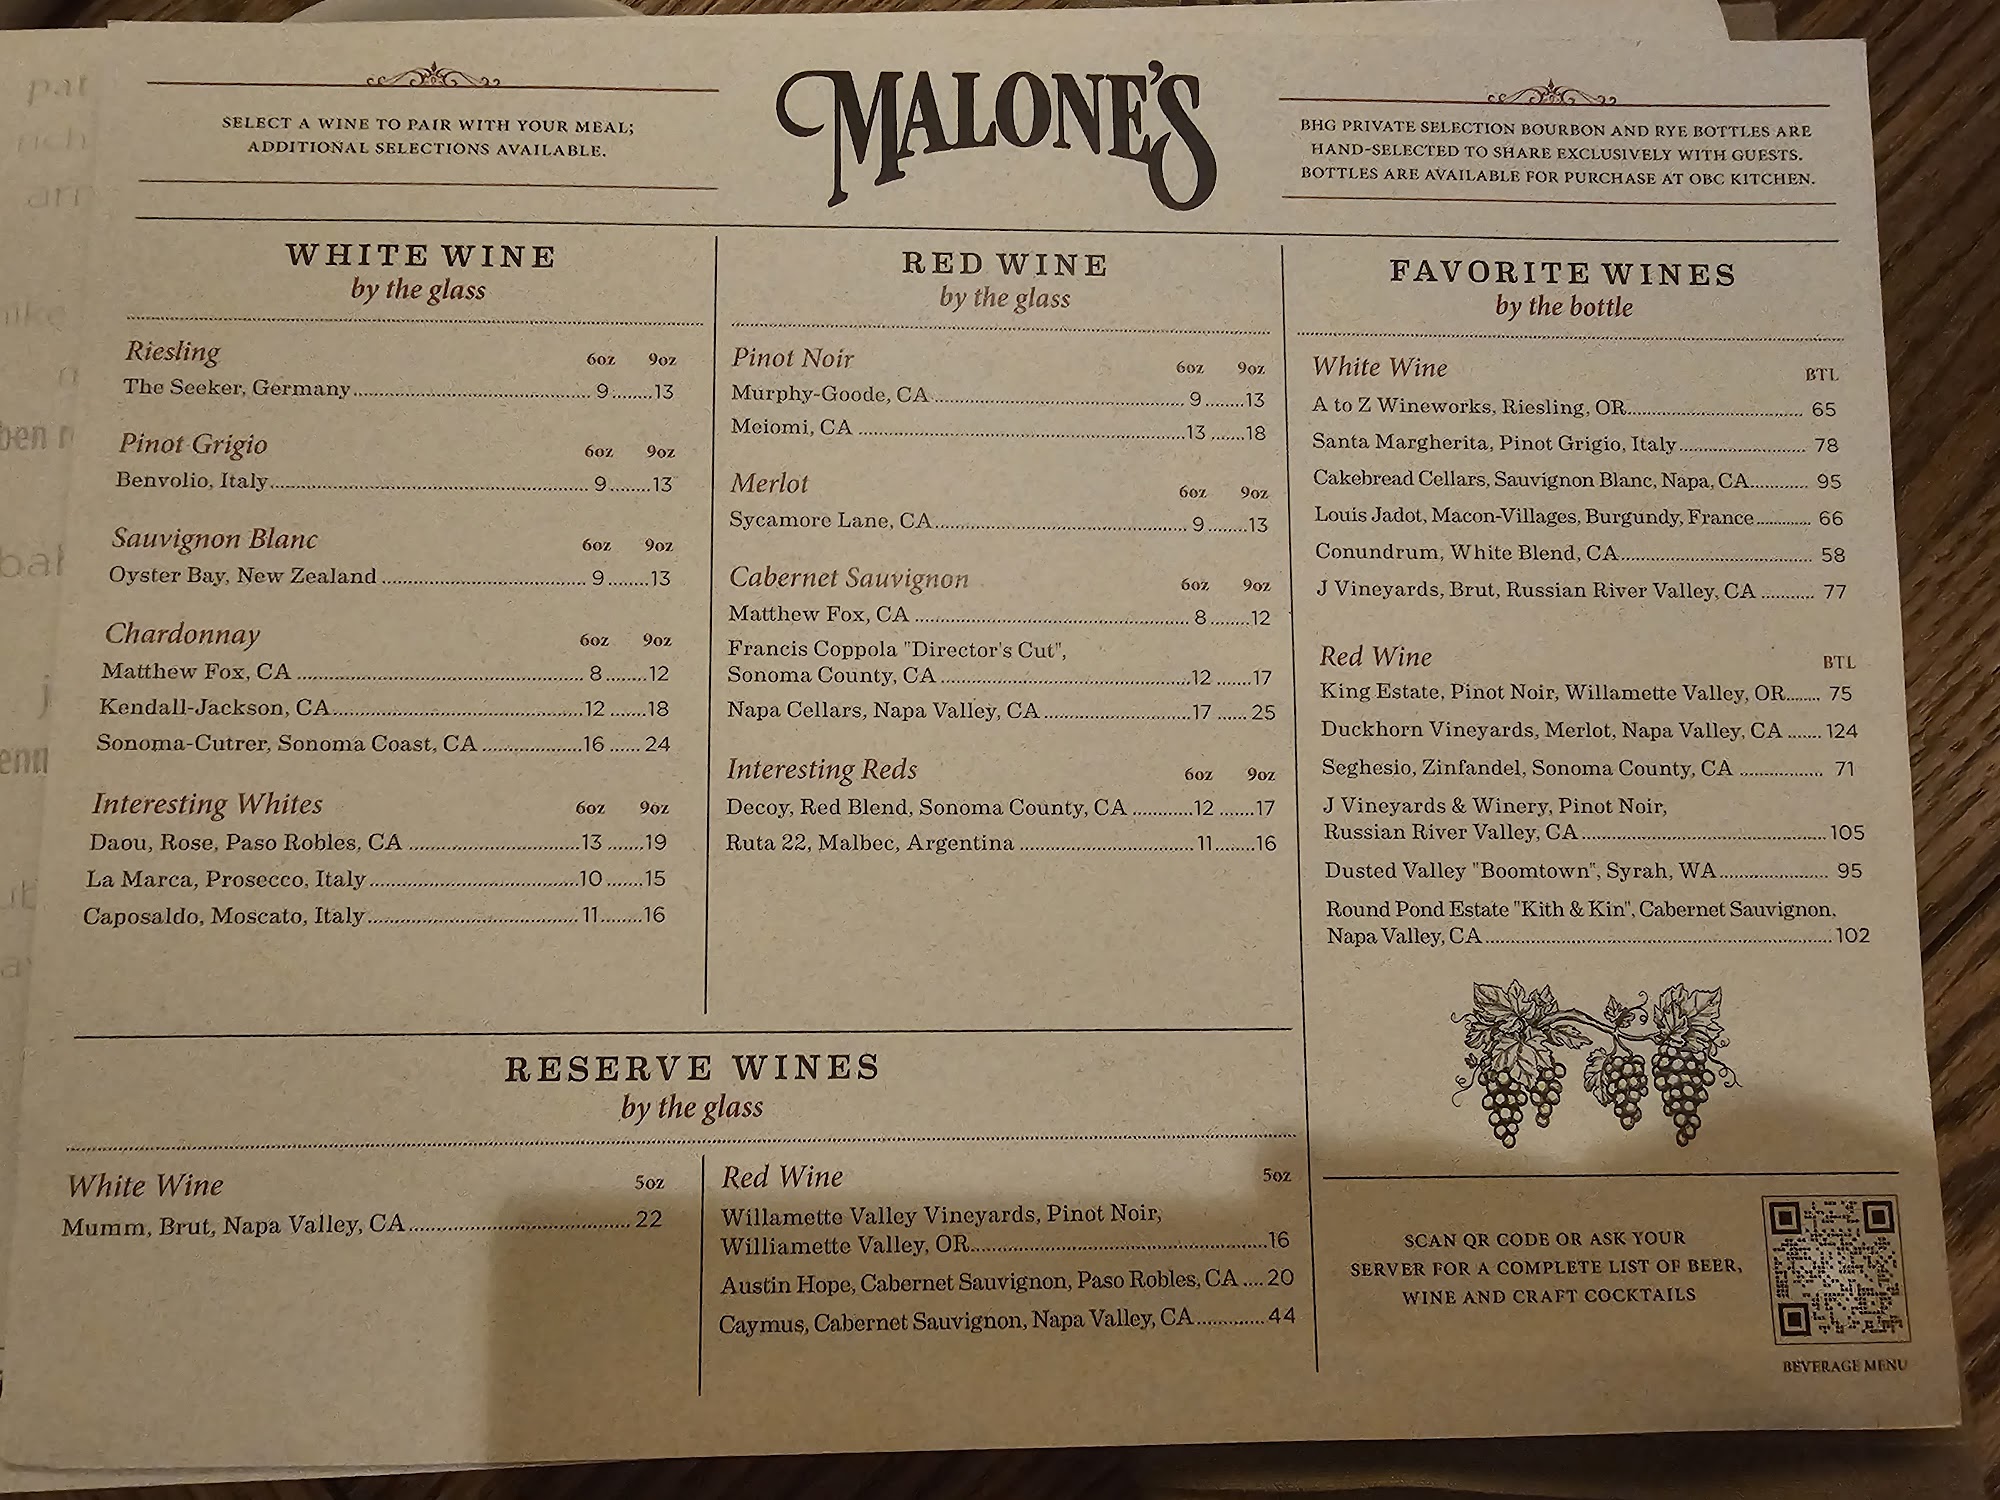 MALONE'S
SELECT A WINE TO PAIR WITH YOUR MEAL;
ADDITIONAL SELECTIONS AVAILABLE.
BHG PRIVATE SELECTION BOURBON AND RYE BOTTLES ARE
HAND-SELECTED TO SHARE EXCLUSIVELY WITH GUESTS.
BOTTLES ARE AVAILABLE FOR PURCHASE AT OBC KITCHEN.
WHITE WINE
by the glass
Riesling 6oz 9oz
The Seeker, Germany 9 13
Pinot Grigio 6oz 9oz
Benvolio, Italy 9 13
Sauvignon Blanc 6oz 9oz
Oyster Bay, New Zealand 9 13
Chardonnay 6oz 9oz
Matthew Fox, CA 8 12
Kendall-Jackson, CA 12 18
Sonoma-Cutrer, Sonoma Coast, CA 16 24
Interesting Whites 6oz 9oz
Daou, Rose, Paso Robles, CA 13 19
La Marca, Prosecco, Italy 10 15
Caposaldo, Moscato, Italy 11 16
RED WINE
by the glass
Pinot Noir 6oz 9oz
Murphy-Goode, CA 9 13
Meiomi, CA 13 18
Merlot 6oz 9oz
Sycamore Lane, CA 9 13
Cabernet Sauvignon 6oz 9oz
Matthew Fox, CA 8 12
Francis Coppola "Director's Cut",
Sonoma County, CA 12 17
Napa Cellars, Napa Valley, CA 17 25
Interesting Reds 6oz 9oz
Decoy, Red Blend, Sonoma County, CA 12 17
Ruta 22, Malbec, Argentina 11 16
FAVORITE WINES
by the bottle
White Wine BTL
A to Z Wineworks, Riesling, OR 65
Santa Margherita, Pinot Grigio, Italy 78
Cakebread Cellars, Sauvignon Blanc, Napa, CA 95
Louis Jadot, Macon-Villages, Burgundy, France 66
Conundrum, White Blend, CA 58
J Vineyards, Brut, Russian River Valley, CA 77
Red Wine BTL
King Estate, Pinot Noir, Willamette Valley, OR 75
Duckhorn Vineyards, Merlot, Napa Valley, CA 124
Seghesio, Zinfandel, Sonoma County, CA 71
J Vineyards & Winery, Pinot Noir,
Russian River Valley, CA 105
Dusted Valley "Boomtown", Syrah, WA 95
Round Pond Estate "Kith & Kin", Cabernet Sauvignon,
Napa Valley, CA 102
RESERVE WINES
by the glass
White Wine 5oz
Mumm, Brut, Napa Valley, CA 22
Red Wine 5oz
Willamette Valley Vineyards, Pinot Noir,
Williamette Valley, OR 16
Austin Hope, Cabernet Sauvignon, Paso Robles, CA 20
Caymus, Cabernet Sauvignon, Napa Valley, CA 44
SCAN QR CODE OR ASK YOUR
SERVER FOR A COMPLETE LIST OF BEER,
WINE AND CRAFT COCKTAILS
BEVERAGE MENU